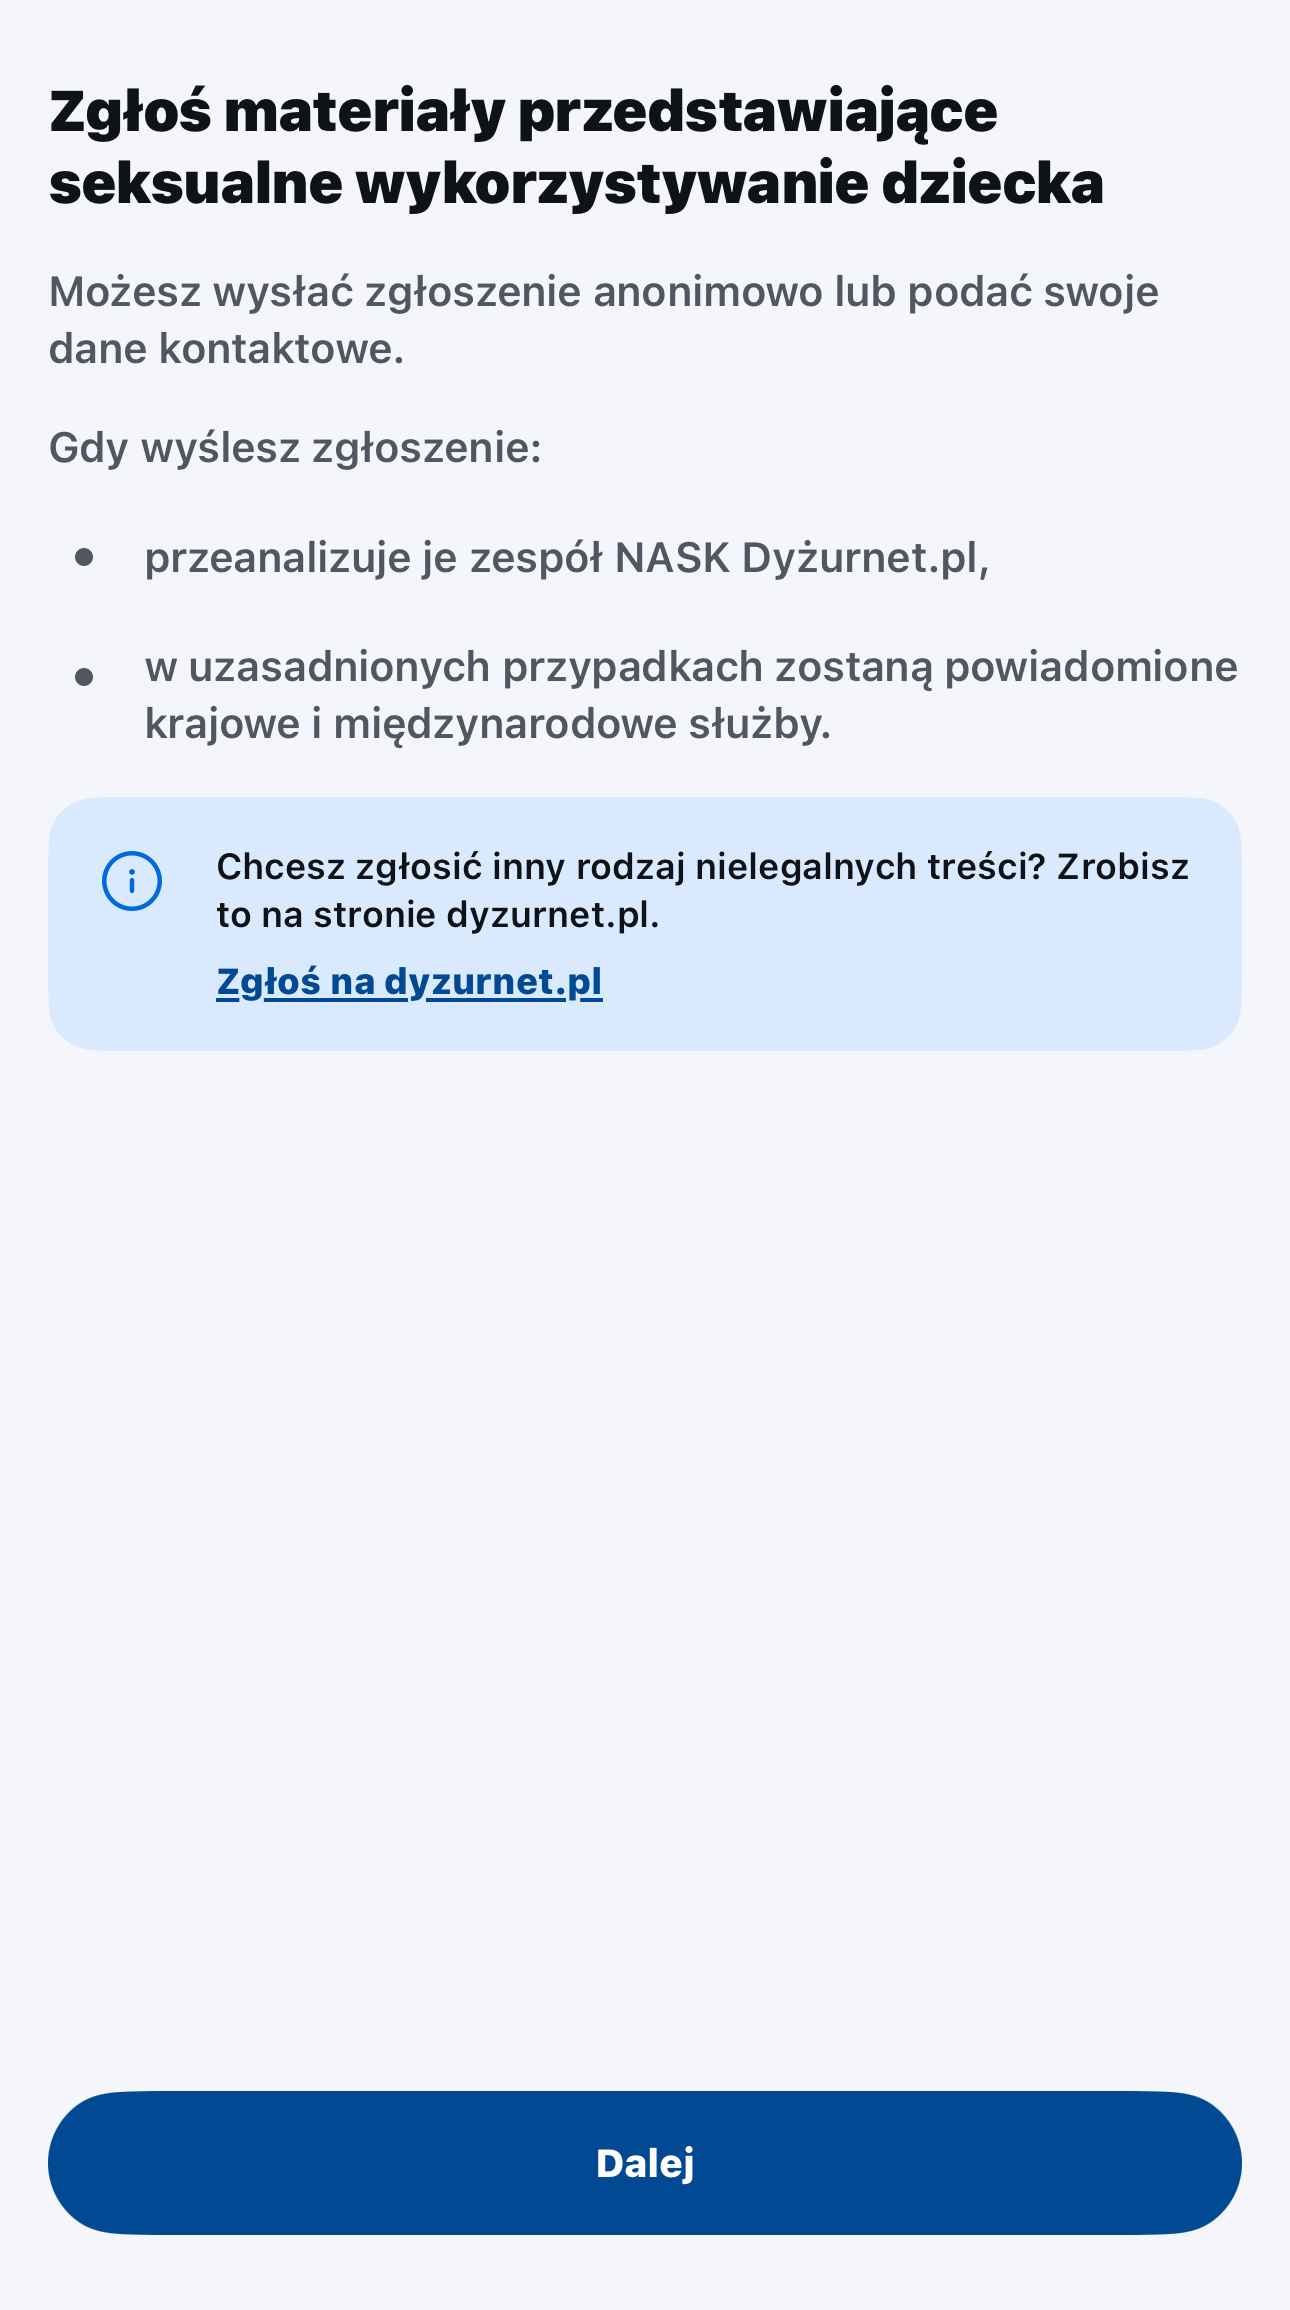 Zgłoś materiały przedstawiające
seksualne wykorzystywanie dziecka
Możesz wysłać zgłoszenie anonimowo lub podać swoje
dane kontaktowe.
Gdy wyślesz zgłoszenie:
przeanalizuje je zespół NASK Dyżurnet.pl,
w uzasadnionych przypadkach zostaną powiadomione
krajowe i międzynarodowe służby.
Chcesz zgłosić inny rodzaj nielegalnych treści? Zrobisz
to na stronie dyzurnet.pl.
Zgłoś na dyzurnet.pl
Dalej